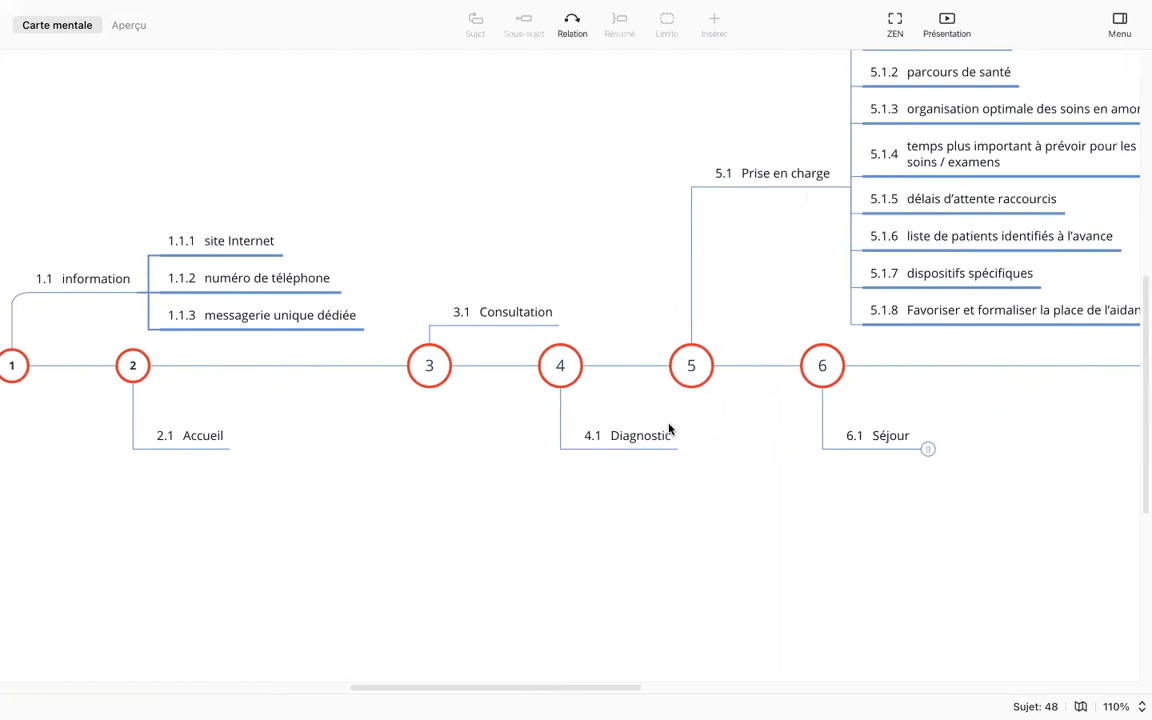 Carte mentale
Aperçu
Sujet
Sous-sujet
Relation
Résumé
Limite
Insérer
ZEN
Présentation
Menu
5.1.2 parcours de santé
5.1.3 organisation optimale des soins en amor
5.1.4 temps plus important à prévoir pour les
soins / examens
5.1 Prise en charge
5.1.5 délais d’attente raccourcis
5.1.6 liste de patients identifiés à l’avance
5.1.7 dispositifs spécifiques
5.1.8 Favoriser et formaliser la place de l’aidan
1.1.1 site Internet
1.1 information
1.1.2 numéro de téléphone
1.1.3 messagerie unique dédiée
3.1 Consultation
1
2
3
4
5
6
2.1 Accueil
4.1 Diagnostic
6.1 Séjour
9
Sujet: 48
110%